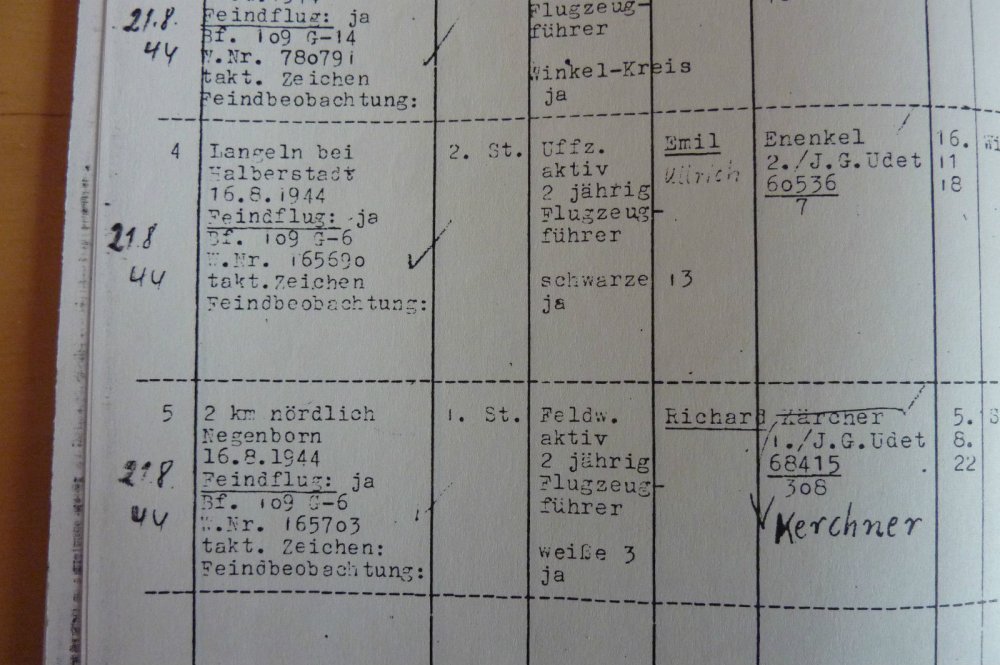 21.8.
44
Feindflug: ja
Bf. 109 G-14
W.Nr. 780791
takt. Zeichen
Feindbeobachtung:
Flugzeug-
führer
Winkel-Kreis
ja
4
21.8
44
Langeln bei
Halberstadt
16.8.1944
Feindflug: ja
Bf. 109 G-6
W.Nr. 165690
takt.Zeichen
Feindbeobachtung:
2. St.
Uffz.
aktiv
2 jährig
Flugzeug-
führer
schwarze 13
ja
Emil
Ullrich
Enenkel
2./J.G.Udet
60536
7
16.
11
18
5
21.8.
44
2 km nördlich
Negenborn
16.8.1944
Feindflug: ja
Bf. 109 G-6
W.Nr. 165703
takt. Zeichen:
Feindbeobachtung:
1. St.
Feldw.
aktiv
2 jährig
Flugzeug-
führer
weiße 3
ja
Richard Kärcher
1./J.G.Udet
68415
308
Kerchner
5.
8.
22